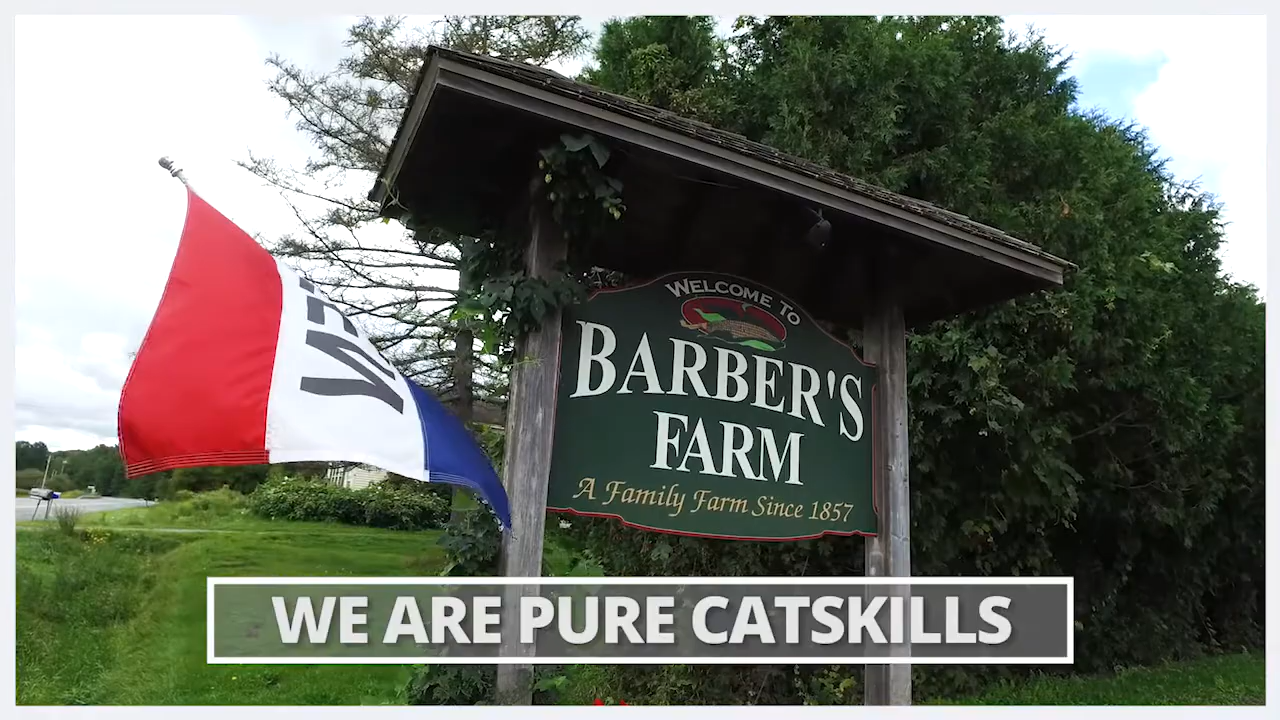 WELCOME TO
BARBER'S
FARM
A Family Farm Since 1857
WE ARE PURE CATSKILLS